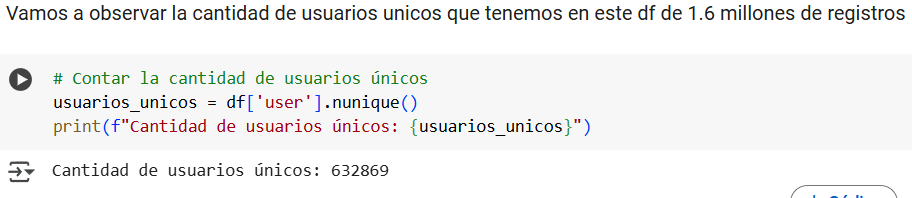 Vamos a observar la cantidad de usuarios unicos que tenemos en este df de 1.6 millones de registros
# Contar la cantidad de usuarios únicos
usuarios_unicos = df['user'].nunique()
print(f"Cantidad de usuarios únicos: {usuarios_unicos}")
Cantidad de usuarios únicos: 632869